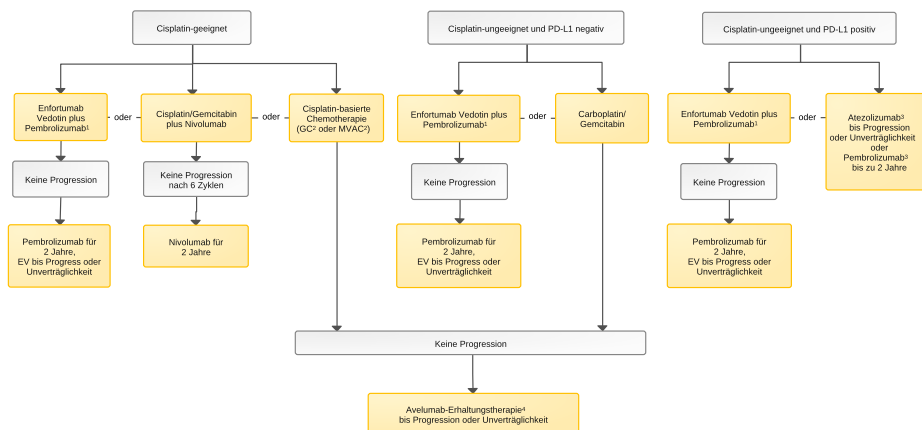 Cisplatin-geeignet
Cisplatin-ungeeignet und PD-L1 negativ
Cisplatin-ungeeignet und PD-L1 positiv
Enfortumab
Vedotin plus
Pembrolizumab¹
oder
Cisplatin/Gemcitabin
plus Nivolumab
oder
Cisplatin-basierte
Chemotherapie
(GC² oder MVAC²)
Enfortumab Vedotin plus
Pembrolizumab¹
oder
Carboplatin/
Gemcitabin
Enfortumab Vedotin plus
Pembrolizumab¹
oder
Atezolizumab³
bis Progression
oder Unverträglichkeit
oder
Pembrolizumab³
bis zu 2 Jahre
Keine Progression
Keine Progression
nach 6 Zyklen
Keine Progression
Keine Progression
Pembrolizumab für
2 Jahre,
EV bis Progress oder
Unverträglichkeit
Nivolumab für
2 Jahre
Pembrolizumab für
2 Jahre,
EV bis Progress oder
Unverträglichkeit
Pembrolizumab für
2 Jahre,
EV bis Progress oder
Unverträglichkeit
Keine Progression
Avelumab-Erhaltungstherapie⁴
bis Progression oder Unverträglichkeit